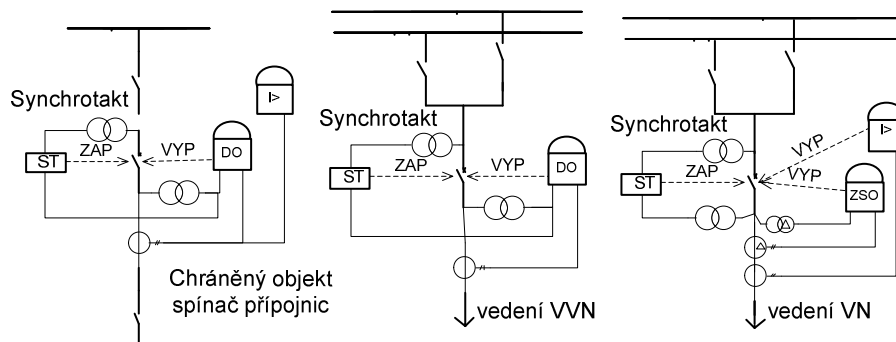 Synchrotakt
I>
ST
ZAP
VYP
DO
Chráněný objekt
spínač přípojnic
Synchrotakt
ST
ZAP
VYP
DO
vedení VVN
Synchrotakt
I>
VYP
ST
ZAP
VYP
ZSO
vedení VN